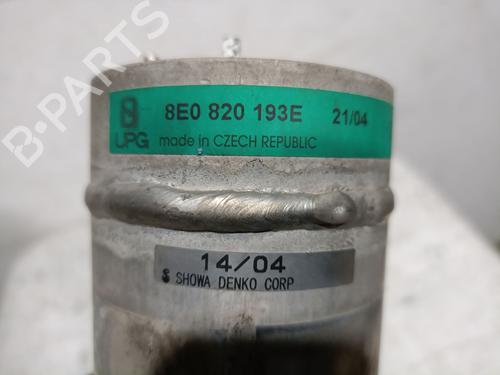 B-PARTS
8E0 820 193E 21/04
UPG made in CZECH REPUBLIC
14/04
S SHOWA DENKO CORP